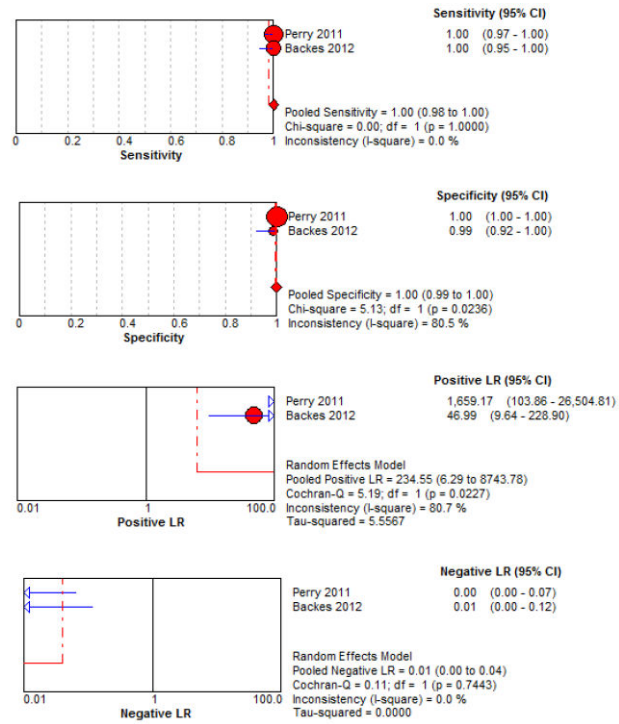 Sensitivity (95% CI)
Perry 2011 1.00 (0.97 - 1.00)
Backes 2012 1.00 (0.95 - 1.00)
Pooled Sensitivity = 1.00 (0.98 to 1.00)
Chi-square = 0.00; df = 1 (p = 1.0000)
Inconsistency (I-square) = 0.0 %
0 0.2 0.4 0.6 0.8 1
Sensitivity
Specificity (95% CI)
Perry 2011 1.00 (1.00 - 1.00)
Backes 2012 0.99 (0.92 - 1.00)
Pooled Specificity = 1.00 (0.99 to 1.00)
Chi-square = 5.13; df = 1 (p = 0.0236)
Inconsistency (I-square) = 80.5 %
0 0.2 0.4 0.6 0.8 1
Specificity
Positive LR (95% CI)
Perry 2011 1,659.17 (103.86 - 26,504.81)
Backes 2012 46.99 (9.64 - 228.90)
Random Effects Model
Pooled Positive LR = 234.55 (6.29 to 8743.78)
Cochran-Q = 5.19; df = 1 (p = 0.0227)
Inconsistency (I-square) = 80.7 %
Tau-squared = 5.5567
0.01 1 100.0
Positive LR
Negative LR (95% CI)
Perry 2011 0.00 (0.00 - 0.07)
Backes 2012 0.01 (0.00 - 0.12)
Random Effects Model
Pooled Negative LR = 0.01 (0.00 to 0.04)
Cochran-Q = 0.11; df = 1 (p = 0.7443)
Inconsistency (I-square) = 0.0 %
Tau-squared = 0.0000
0.01 1 100.0
Negative LR